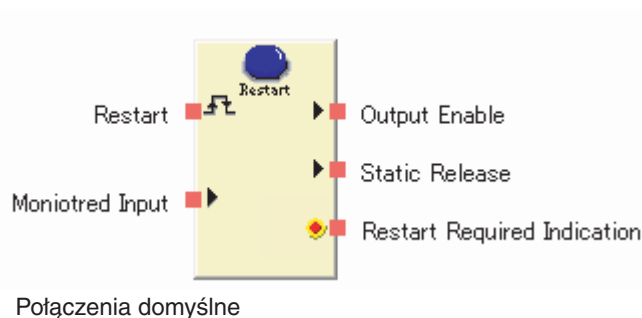 Restart
Restart
Output Enable
Static Release
Moniotred Input
Restart Required Indication
Połączenia domyślne